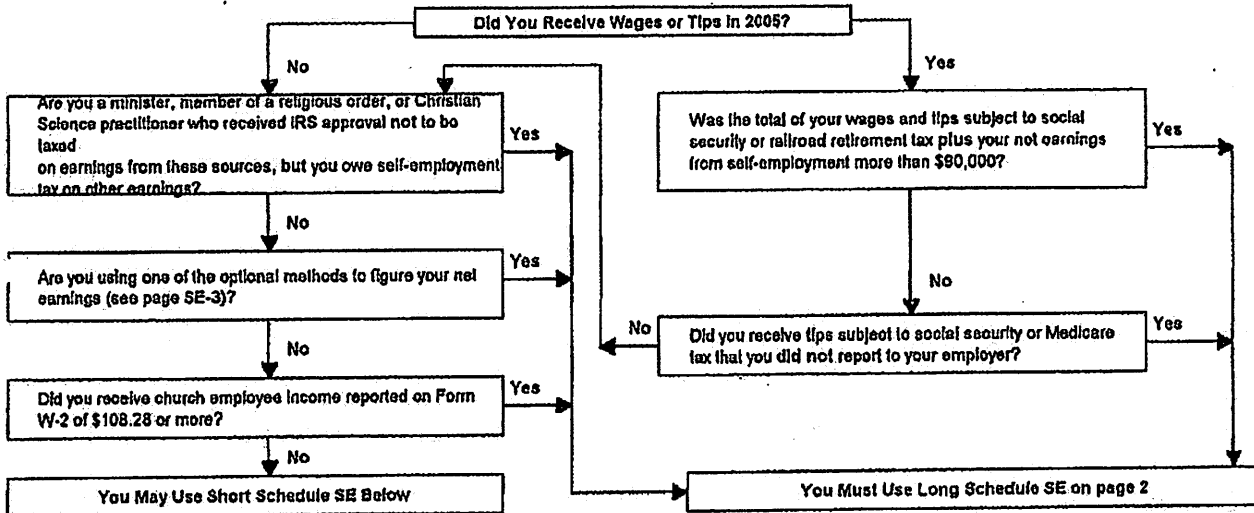 Did You Receive Wages or Tips in 2005?
No
Yes
Are you a minister, member of a religious order, or Christian
Science practitioner who received IRS approval not to be
taxed
on earnings from these sources, but you owe self-employment
tax on other earnings?
Yes
Was the total of your wages and tips subject to social
security or railroad retirement tax plus your net earnings
from self-employment more than $90,000?
Yes
No
No
Are you using one of the optional methods to figure your net
earnings (see page SE-3)?
Yes
No
Did you receive tips subject to social security or Medicare
tax that you did not report to your employer?
Yes
No
Did you receive church employee income reported on Form
W-2 of $108.28 or more?
Yes
No
You May Use Short Schedule SE Below
You Must Use Long Schedule SE on page 2